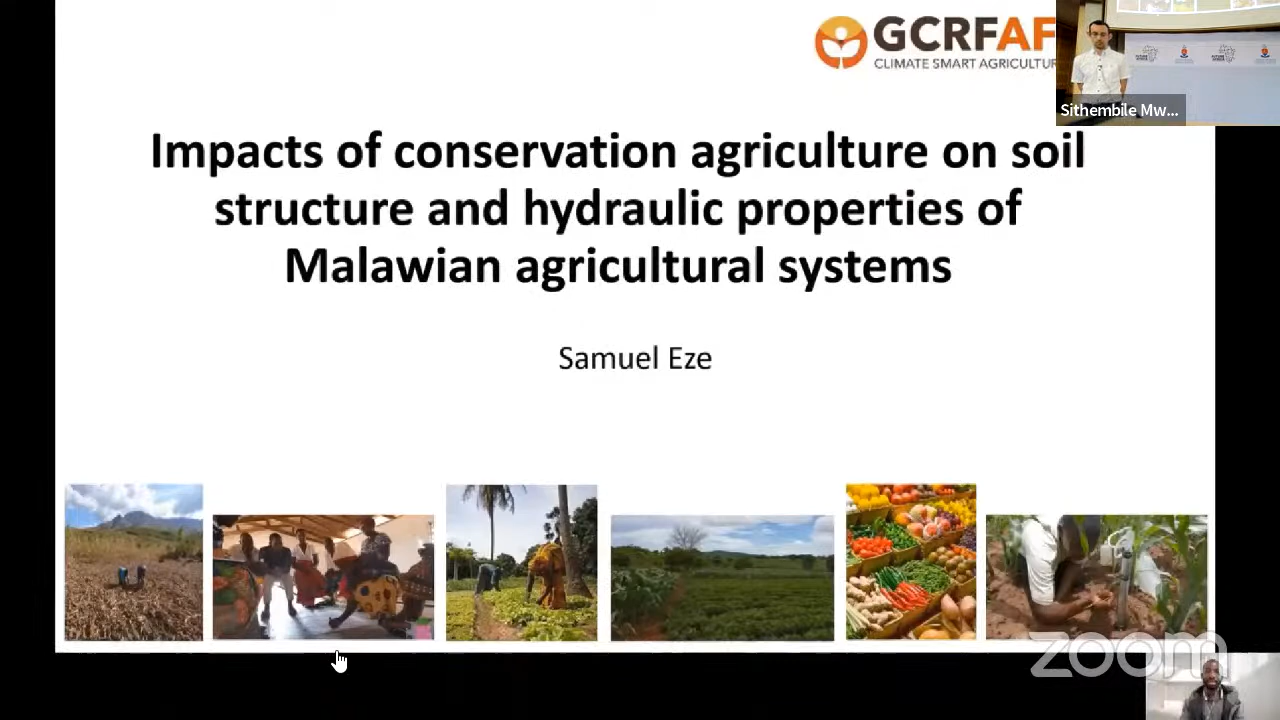 GCRFAF
CLIMATE SMART AGRICULTUR
Sithembile Mw...
Impacts of conservation agriculture on soil
structure and hydraulic properties of
Malawian agricultural systems
Samuel Eze
zoom